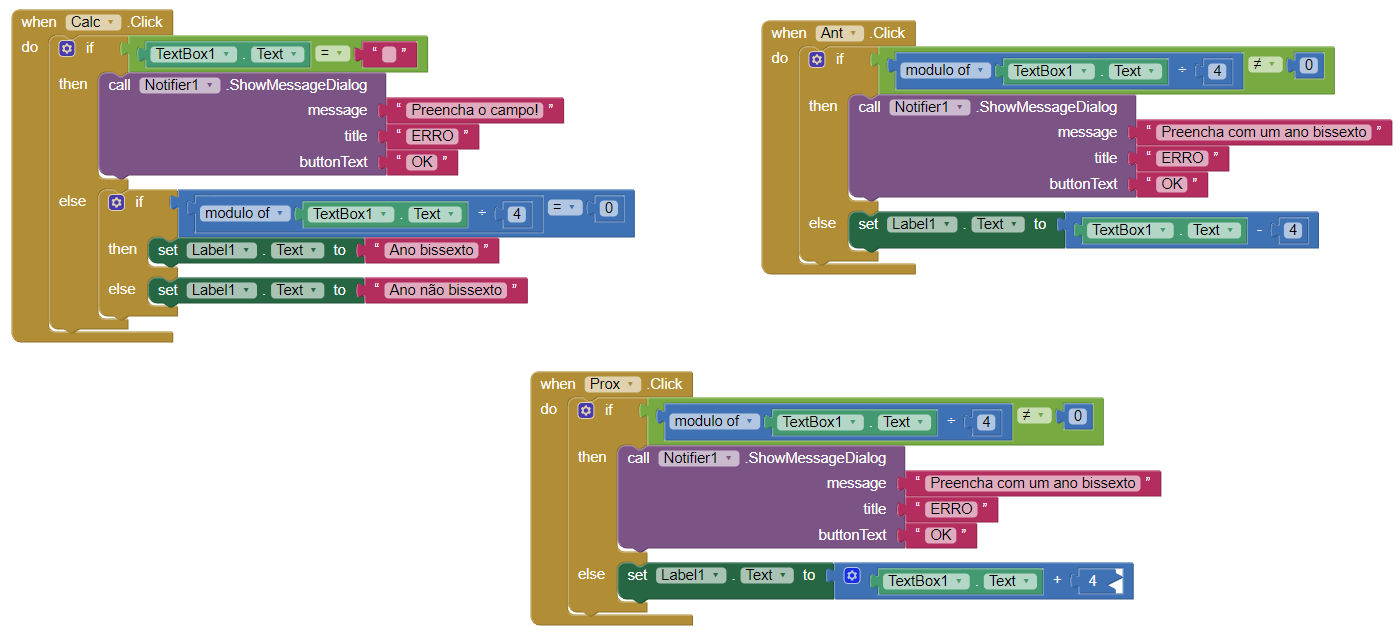 when Calc .Click
do if TextBox1 . Text = “ ”
then call Notifier1 .ShowMessageDialog
message “ Preencha o campo! ”
title “ ERRO ”
buttonText “ OK ”
else if modulo of TextBox1 . Text ÷ 4 = 0
then set Label1 . Text to “ Ano bissexto ”
else set Label1 . Text to “ Ano não bissexto ”
when Ant .Click
do if modulo of TextBox1 . Text ÷ 4 ≠ 0
then call Notifier1 .ShowMessageDialog
message “ Preencha com um ano bissexto ”
title “ ERRO ”
buttonText “ OK ”
else set Label1 . Text to TextBox1 . Text - 4
when Prox .Click
do if modulo of TextBox1 . Text ÷ 4 ≠ 0
then call Notifier1 .ShowMessageDialog
message “ Preencha com um ano bissexto ”
title “ ERRO ”
buttonText “ OK ”
else set Label1 . Text to TextBox1 . Text + 4